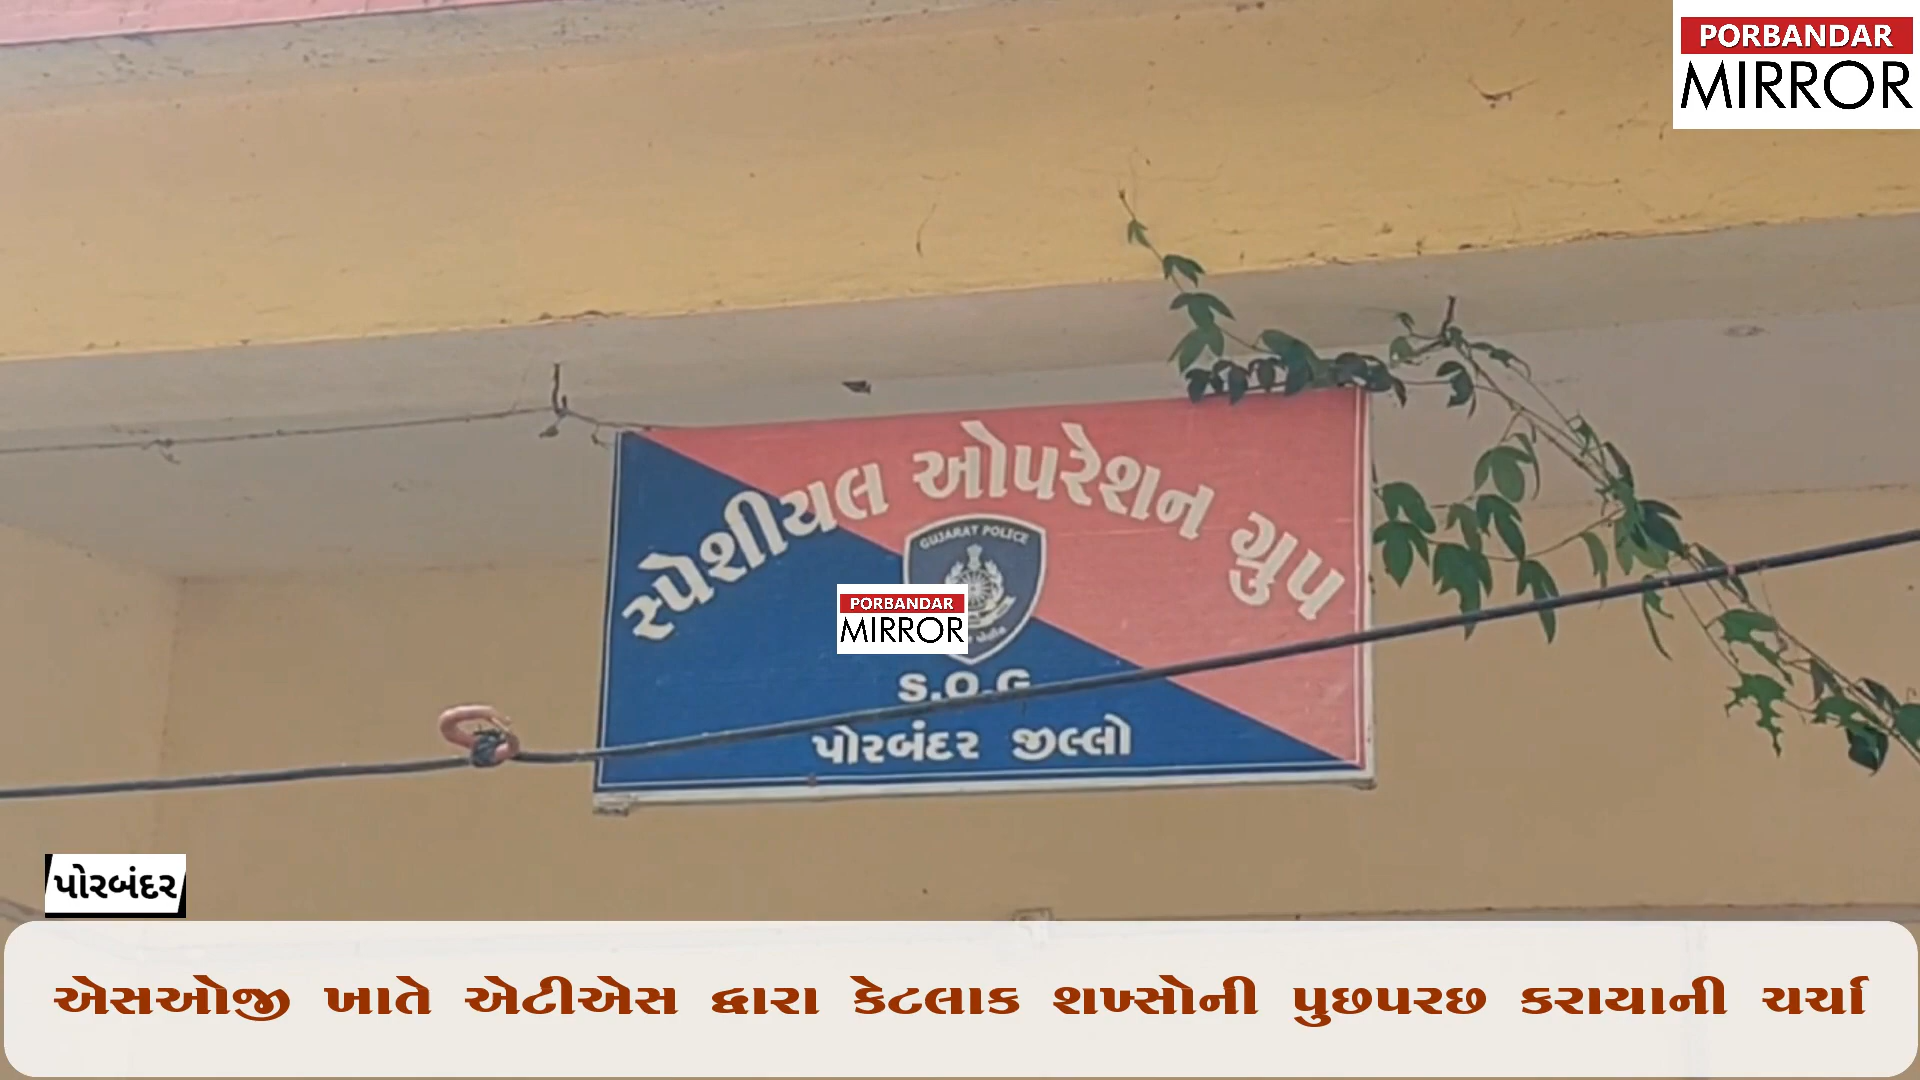 PORBANDAR
MIRROR
સ્પેશીયલ ઓપરેશન ગ્રુપ
GUJARAT POLICE
PORBANDAR
MIRROR
S.O.G
પોરબંદર જીલ્લો
પોરબંદર
એસઓજી ખાતે એટીએસ દ્વારા કેટલાક શખ્સોની પુછપરછ કરાયાની ચર્ચા